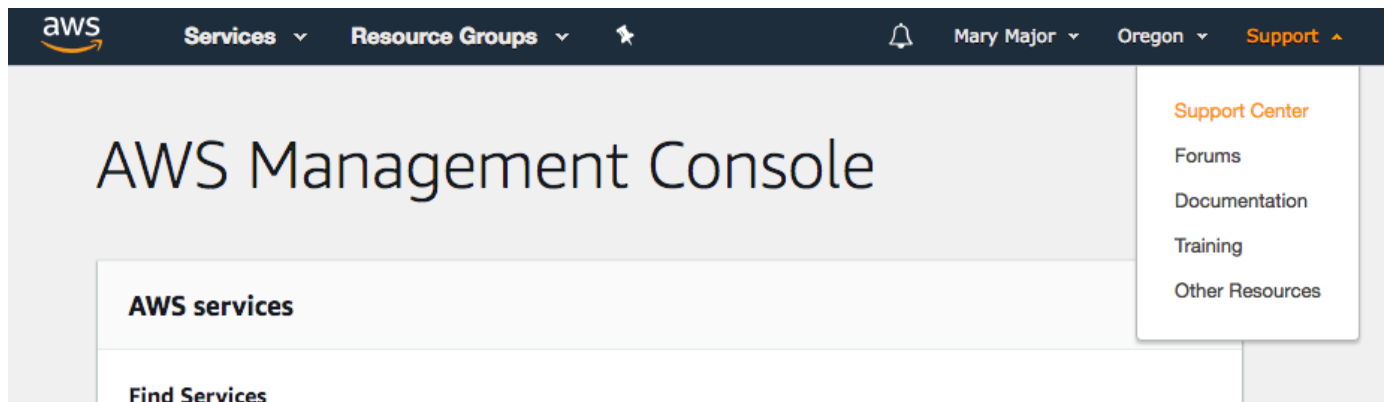 aws Services Resource Groups Mary Major Oregon Support
Support Center
Forums
Documentation
Training
Other Resources
AWS Management Console
AWS services
Find Services